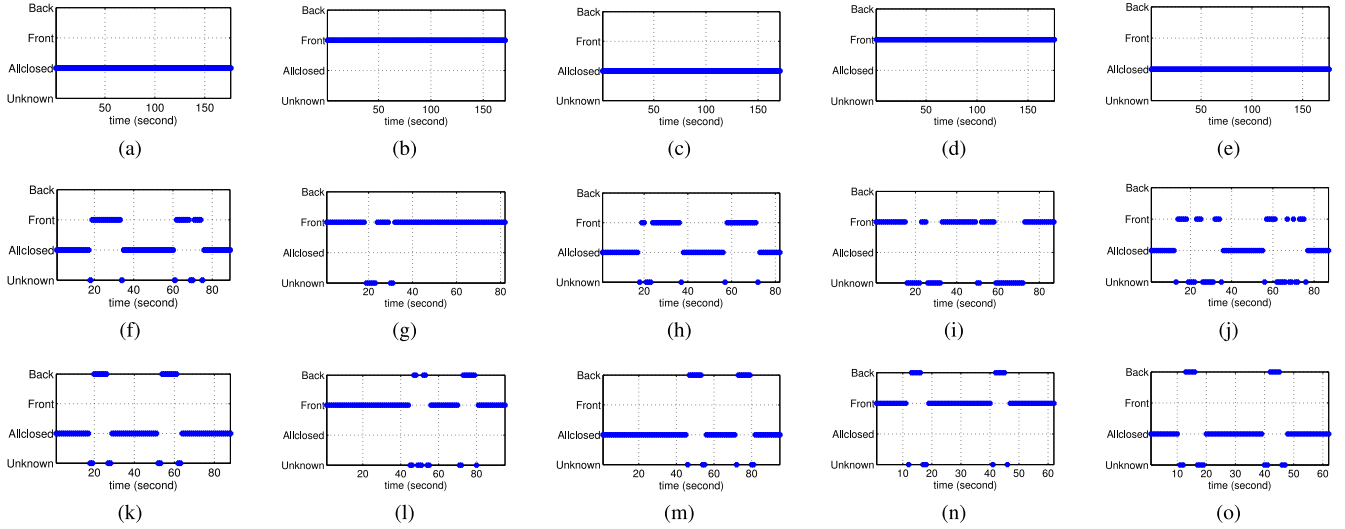 Back
Front
Allclosed
Unknown
50 100 150
time (second)
(a)
Back
Front
Allclosed
Unknown
50 100 150
time (second)
(b)
Back
Front
Allclosed
Unknown
50 100 150
time (second)
(c)
Back
Front
Allclosed
Unknown
50 100 150
time (second)
(d)
Back
Front
Allclosed
Unknown
50 100 150
time (second)
(e)
Back
Front
Allclosed
Unknown
20 40 60 80
time (second)
(f)
Back
Front
Allclosed
Unknown
20 40 60 80
time (second)
(g)
Back
Front
Allclosed
Unknown
20 40 60 80
time (second)
(h)
Back
Front
Allclosed
Unknown
20 40 60 80
time (second)
(i)
Back
Front
Allclosed
Unknown
20 40 60 80
time (second)
(j)
Back
Front
Allclosed
Unknown
20 40 60 80
time (second)
(k)
Back
Front
Allclosed
Unknown
20 40 60 80
time (second)
(l)
Back
Front
Allclosed
Unknown
20 40 60 80
time (second)
(m)
Back
Front
Allclosed
Unknown
10 20 30 40 50 60
time (second)
(n)
Back
Front
Allclosed
Unknown
10 20 30 40 50 60
time (second)
(o)